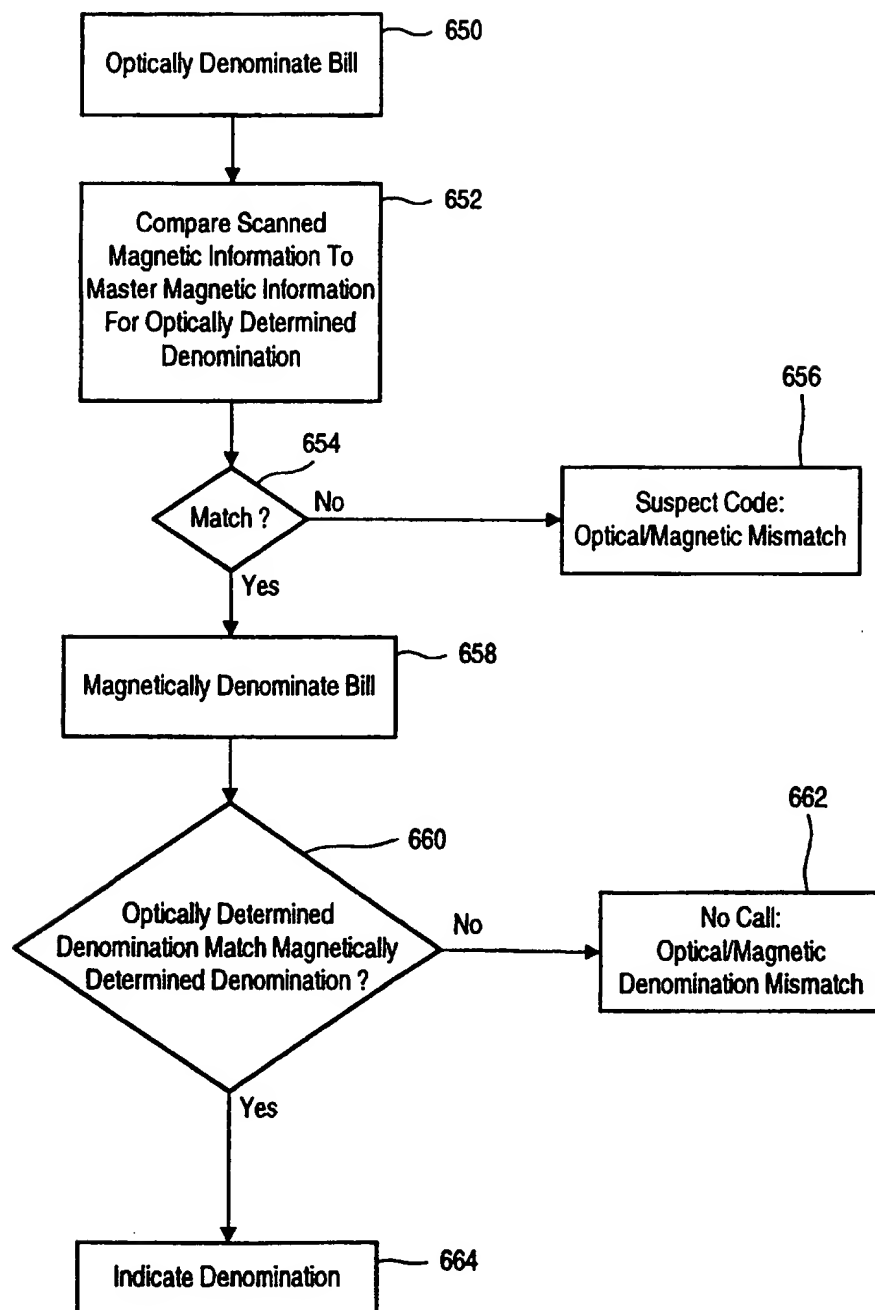 650
Optically Denominate Bill
652
Compare Scanned
Magnetic Information To
Master Magnetic Information
For Optically Determined
Denomination
654
Match ?
No
656
Suspect Code:
Optical/Magnetic Mismatch
Yes
658
Magnetically Denominate Bill
660
Optically Determined
Denomination Match Magnetically
Determined Denomination ?
No
662
No Call:
Optical/Magnetic
Denomination Mismatch
Yes
664
Indicate Denomination